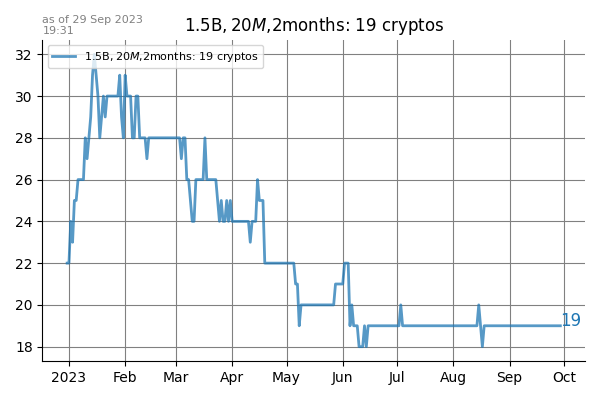 as of 29 Sep 2023
19:31
1.5B, 20M,2months: 19 cryptos
1.5B, 20M,2months: 19 cryptos
32
30
28
26
24
22
20
18
19
2023 Feb Mar Apr May Jun Jul Aug Sep Oct